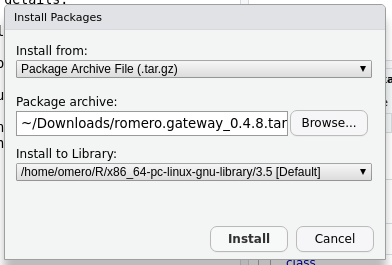 details:
Install Packages
Install from:
Package Archive File (.tar.gz)
Package archive:
~/Downloads/romero.gateway_0.4.8.tar
Browse...
Install to Library:
/home/omero/R/x86_64-pc-linux-gnu-library/3.5 [Default]
Install
Cancel
class